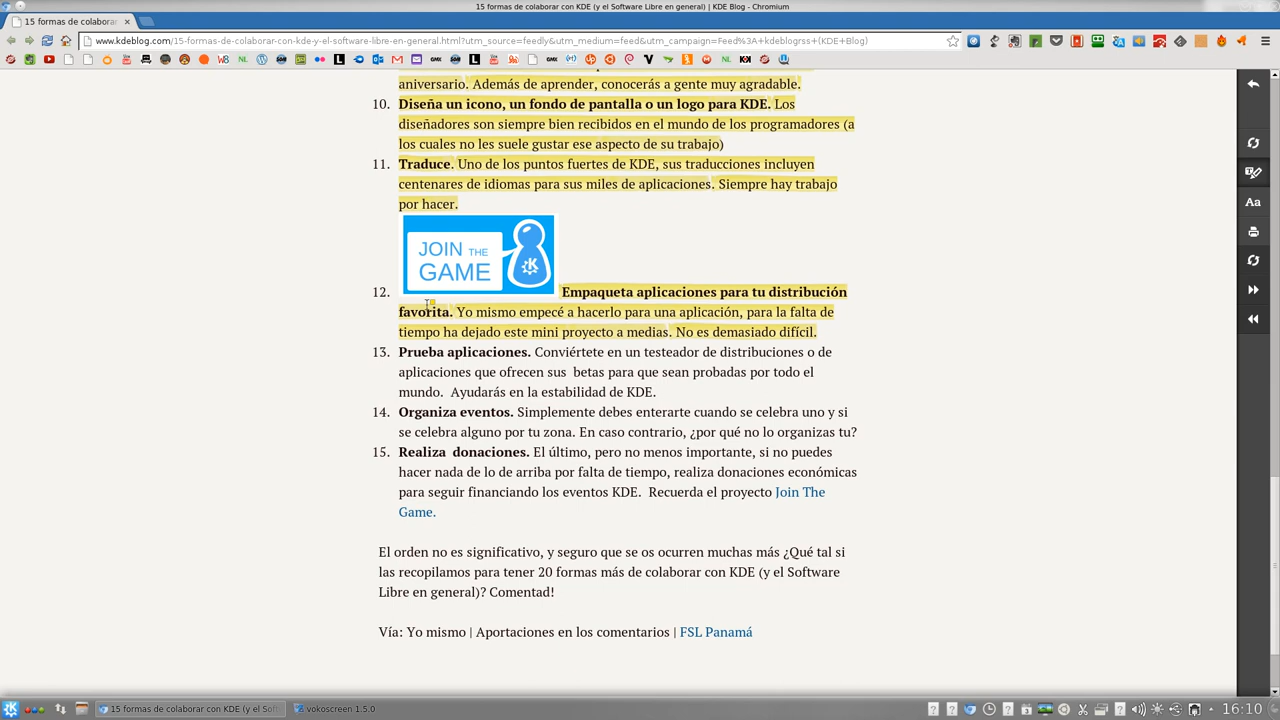 15 formas de colaborar con KDE (y el Software Libre en general) | KDE Blog - Chromium
15 formas de colaborar
www.kdeblog.com/15-formas-de-colaborar-con-kde-y-el-software-libre-en-general.html?utm_source=feedly&utm_medium=feed&utm_campaign=Feed%3A+kdeblogrss+(KDE+Blog)
aniversario. Además de aprender, conocerás a gente muy agradable.
10. Diseña un icono, un fondo de pantalla o un logo para KDE. Los
diseñadores son siempre bien recibidos en el mundo de los programadores (a
los cuales no les suele gustar ese aspecto de su trabajo)
11. Traduce. Uno de los puntos fuertes de KDE, sus traducciones incluyen
centenares de idiomas para sus miles de aplicaciones. Siempre hay trabajo
por hacer.
JOIN THE
GAME
12. Empaqueta aplicaciones para tu distribución
favorita. Yo mismo empecé a hacerlo para una aplicación, para la falta de
tiempo ha dejado este mini proyecto a medias. No es demasiado difícil.
13. Prueba aplicaciones. Conviértete en un testeador de distribuciones o de
aplicaciones que ofrecen sus betas para que sean probadas por todo el
mundo. Ayudarás en la estabilidad de KDE.
14. Organiza eventos. Simplemente debes enterarte cuando se celebra uno y si
se celebra alguno por tu zona. En caso contrario, ¿por qué no lo organizas tu?
15. Realiza donaciones. El último, pero no menos importante, si no puedes
hacer nada de lo de arriba por falta de tiempo, realiza donaciones económicas
para seguir financiando los eventos KDE. Recuerda el proyecto Join The
Game.
El orden no es significativo, y seguro que se os ocurren muchas más ¿Qué tal si
las recopilamos para tener 20 formas más de colaborar con KDE (y el Software
Libre en general)? Comentad!
Vía: Yo mismo | Aportaciones en los comentarios | FSL Panamá
Aa
15 formas de colaborar con KDE (y el Soft
vokoscreen 1.5.0
16:10